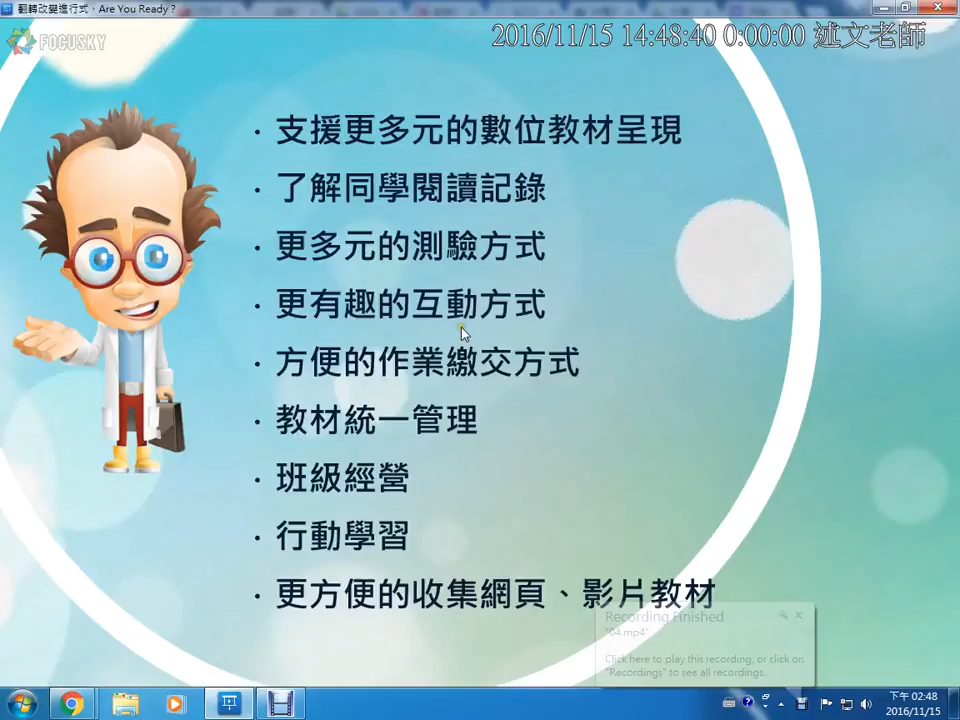 翻轉改變進行式，Are You Ready ?
FOCUSKY
2016/11/15 14:48:40 0:00:00 述文老師
· 支援更多元的數位教材呈現
· 了解同學閱讀記錄
· 更多元的測驗方式
· 更有趣的互動方式
· 方便的作業繳交方式
· 教材統一管理
· 班級經營
· 行動學習
· 更方便的收集網頁、影片教材
Recording Finished
"04.mp4"
Click here to play this recording, or click on
"Recordings" to see all recordings.
下午 02:48
2016/11/15